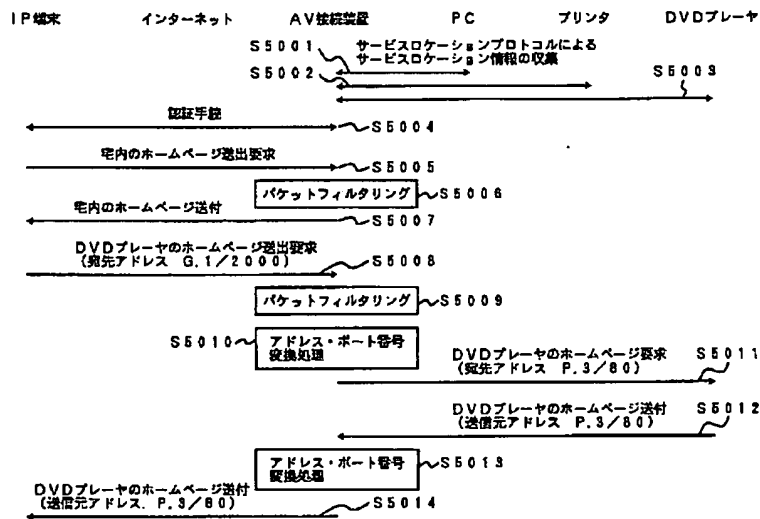 IP端末 インターネット AV接続装置 PC プリンタ DVDプレーヤ
S5001 サービスロケーションプロトコルによる
サービスロケーション情報の収集
S5002
S5003
認証手続
S5004
宅内のホームページ送出要求
S5005
パケットフィルタリング S5006
宅内のホームページ送付
S5007
DVDプレーヤのホームページ送出要求
(宛先アドレス G.1/2000)
S5008
パケットフィルタリング S5009
S5010 アドレス・ポート番号
変換処理
DVDプレーヤのホームページ要求 S5011
(宛先アドレス P.3/80)
DVDプレーヤのホームページ送付 S5012
(送信元アドレス P.3/80)
アドレス・ポート番号 S5013
変換処理
DVDプレーヤのホームページ送付
(送信元アドレス. P.3/80)
S5014